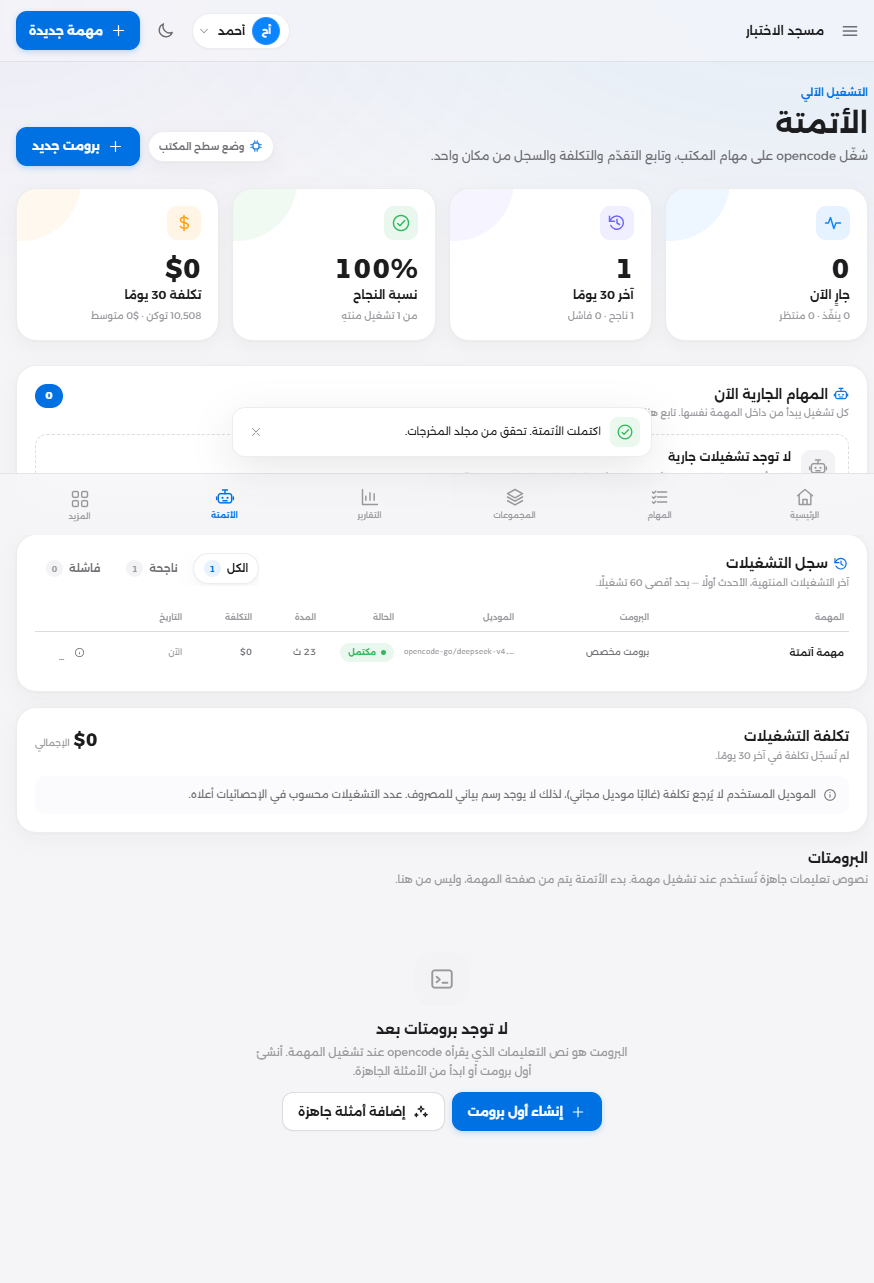 مسجد الاختبار
أح
أحمد
مهمة جديدة
التشغيل الآلي
الأتمتة
شغّل opencode على مهام المكتب، وتابع التقدّم والتكلفة والسجل من مكان واحد.
وضع سطح المكتب
برومت جديد
0
جارٍ الآن
0 ينفّذ · 0 منتظر
1
آخر 30 يومًا
1 ناجح · 0 فاشل
100%
نسبة النجاح
من 1 تشغيل منتهٍ
$0
تكلفة 30 يومًا
10,508 توكن · $0 متوسط
المهام الجارية الآن
0
كل تشغيل يبدأ من داخل المهمة نفسها. تابع
اكتملت الأتمتة. تحقق من مجلد المخرجات.
لا توجد تشغيلات جارية
الرئيسية
المهام
المجموعات
التقارير
الأتمتة
المزيد
سجل التشغيلات
آخر التشغيلات المنتهية، الأحدث أولًا — بحد أقصى 60 تشغيلًا.
الكل 1
ناجحة 1
فاشلة 0
المهمة البرومت الموديل الحالة المدة التكلفة التاريخ
مهمة أتمتة برومت مخصص opencode-go/deepseek-v4… مكتمل 23 ث $0 الآن
تكلفة التشغيلات
$0 الإجمالي
لم تُسجّل تكلفة في آخر 30 يومًا.
الموديل المستخدم لا يُرجع تكلفة (غالبًا موديل مجاني)، لذلك لا يوجد رسم بياني للمصروف. عدد التشغيلات محسوب في الإحصائيات أعلاه.
البرومتات
نصوص تعليمات جاهزة تُستخدم عند تشغيل مهمة. بدء الأتمتة يتم من صفحة المهمة، وليس من هنا.
لا توجد برومتات بعد
البرومت هو نص التعليمات الذي يقرأه opencode عند تشغيل المهمة. أنشئ
أول برومت أو ابدأ من الأمثلة الجاهزة.
إنشاء أول برومت
إضافة أمثلة جاهزة